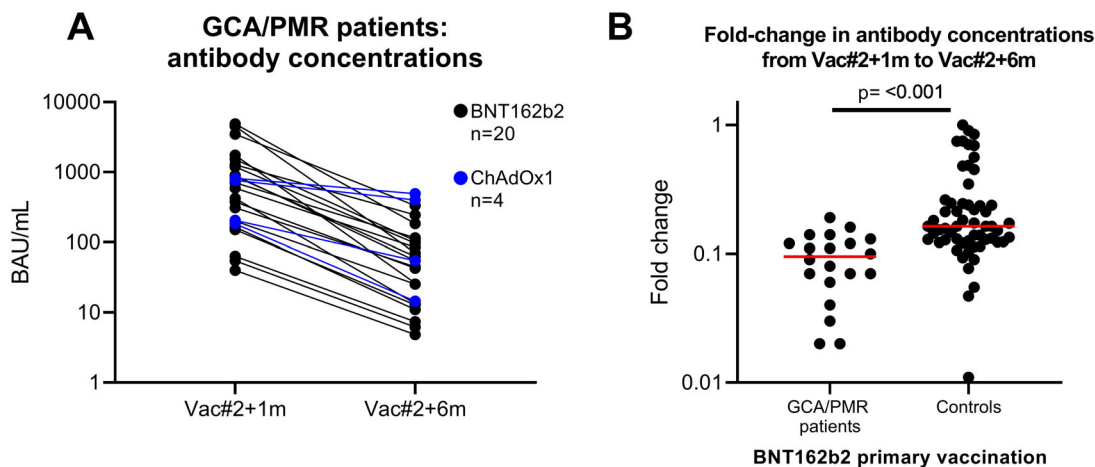 A
GCA/PMR patients:
antibody concentrations
10000
1000
100
10
1
BAU/mL
BNT162b2
n=20
ChAdOx1
n=4
Vac#2+1m
Vac#2+6m
B
Fold-change in antibody concentrations
from Vac#2+1m to Vac#2+6m
p= <0.001
1
0.1
0.01
Fold change
GCA/PMR
patients
Controls
BNT162b2 primary vaccination